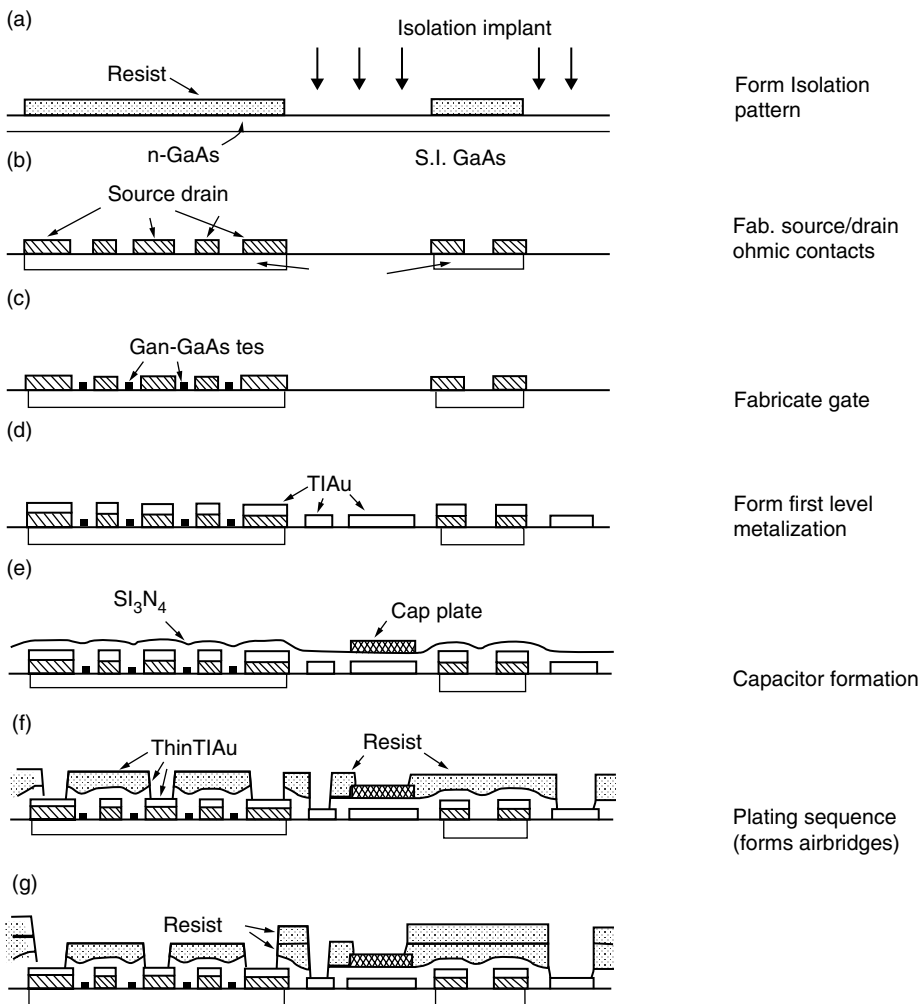 (a)
Isolation implant
Resist
Form Isolation
pattern
n-GaAs
S.I. GaAs
(b)
Source drain
Fab. source/drain
ohmic contacts
(c)
Gan-GaAs tes
Fabricate gate
(d)
TIAu
Form first level
metalization
(e)
SI₃N₄
Cap plate
Capacitor formation
(f)
ThinTIAu
Resist
Plating sequence
(forms airbridges)
(g)
Resist